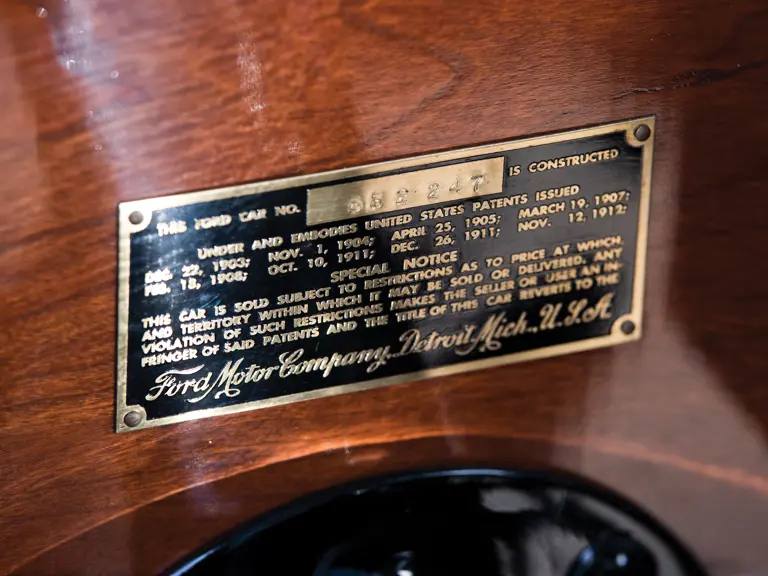 THIS FORD CAR NO. 652 247 IS CONSTRUCTED
UNDER AND EMBODIES UNITED STATES PATENTS ISSUED
DEC. 22, 1903; NOV. 1, 1904; APRIL 25, 1905; MARCH 19, 1907;
FEB. 18, 1908; OCT. 10, 1911; DEC. 26, 1911; NOV. 12, 1912;
SPECIAL NOTICE
THIS CAR IS SOLD SUBJECT TO RESTRICTIONS AS TO PRICE AT WHICH,
AND TERRITORY WITHIN WHICH IT MAY BE SOLD OR DELIVERED. ANY
VIOLATION OF SUCH RESTRICTIONS MAKES THE SELLER OR USER AN IN-
FRINGER OF SAID PATENTS AND THE TITLE OF THIS CAR REVERTS TO THE
Ford Motor Company, Detroit Mich., U.S.A